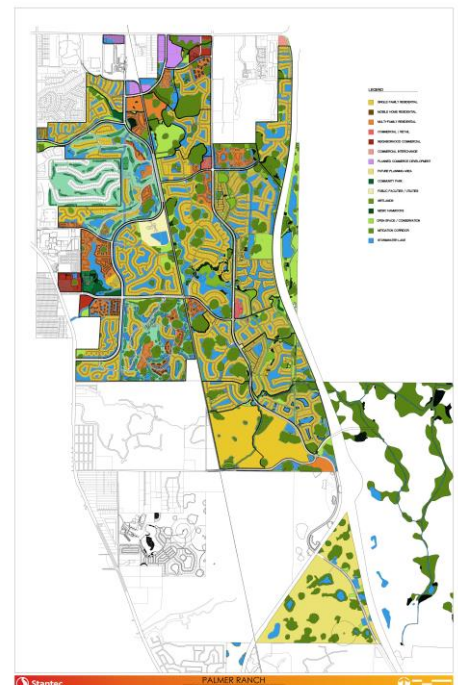 LEGEND
SINGLE FAMILY RESIDENTIAL
MOBILE HOME RESIDENTIAL
MULTI-FAMILY RESIDENTIAL
COMMERCIAL / RETAIL
NEIGHBORHOOD COMMERCIAL
COMMERCIAL INTERCHANGE
PLANNED COMMERCE DEVELOPMENT
FUTURE PLANNING AREA
COMMUNITY PARK
PUBLIC FACILITIES / UTILITIES
WETLANDS
MESIC HAMMOCKS
OPEN SPACE / CONSERVATION
MITIGATION CORRIDOR
STORMWATER LAKE
Stantec
PALMER RANCH